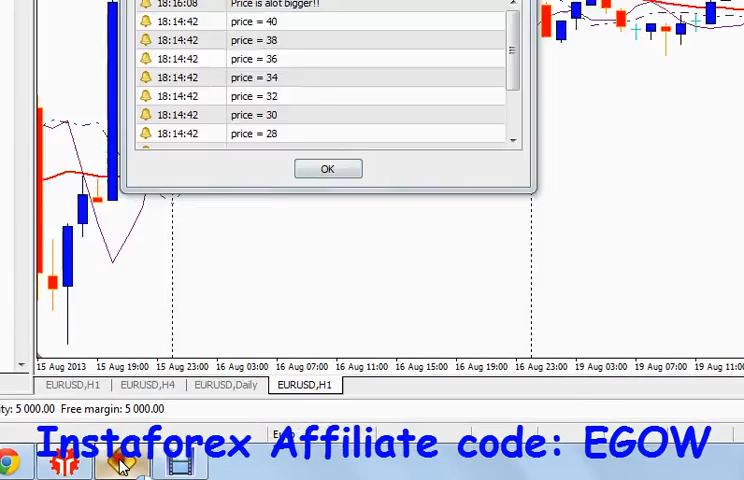 18:16:08 Price is alot bigger!!
18:14:42 price = 40
18:14:42 price = 38
18:14:42 price = 36
18:14:42 price = 34
18:14:42 price = 32
18:14:42 price = 30
18:14:42 price = 28
OK
15 Aug 2013 15 Aug 19:00 15 Aug 23:00 16 Aug 03:00 16 Aug 07:00 16 Aug 11:00 16 Aug 15:00 16 Aug 19:00 16 Aug 23:00 19 Aug 03:00 19 Aug 07:00 19 Aug 11:00
EURUSD,H1 EURUSD,H4 EURUSD,Daily EURUSD,H1
ity: 5 000.00 Free margin: 5 000.00
Instaforex Affiliate code: EGOW